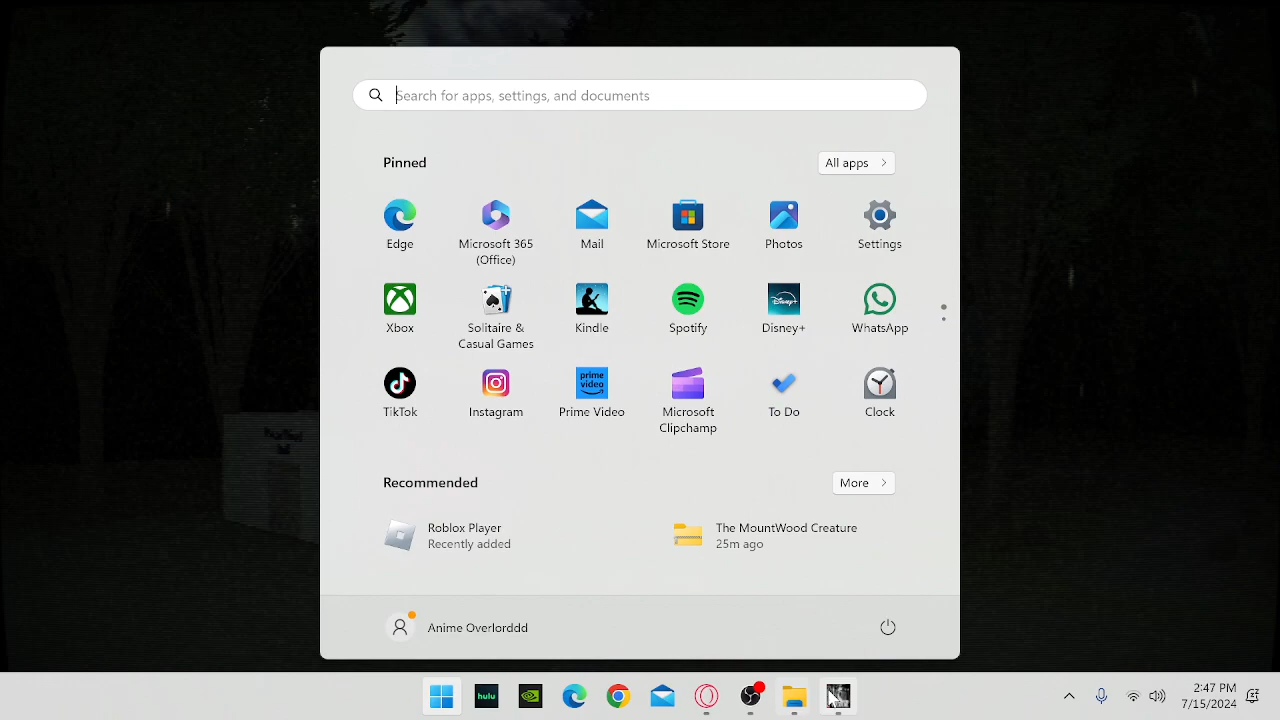 Search for apps, settings, and documents
Pinned
All apps
Edge
Microsoft 365
(Office)
Mail
Microsoft Store
Photos
Settings
Xbox
Solitaire &
Casual Games
Kindle
Spotify
Disney+
WhatsApp
TikTok
Instagram
prime
video
Prime Video
Microsoft
Clipchamp
To Do
Clock
Recommended
More
Roblox Player
Recently added
The MountWood Creature
25m ago
Anime Overlorddd
hulu
2:47 PM
7/15/2024